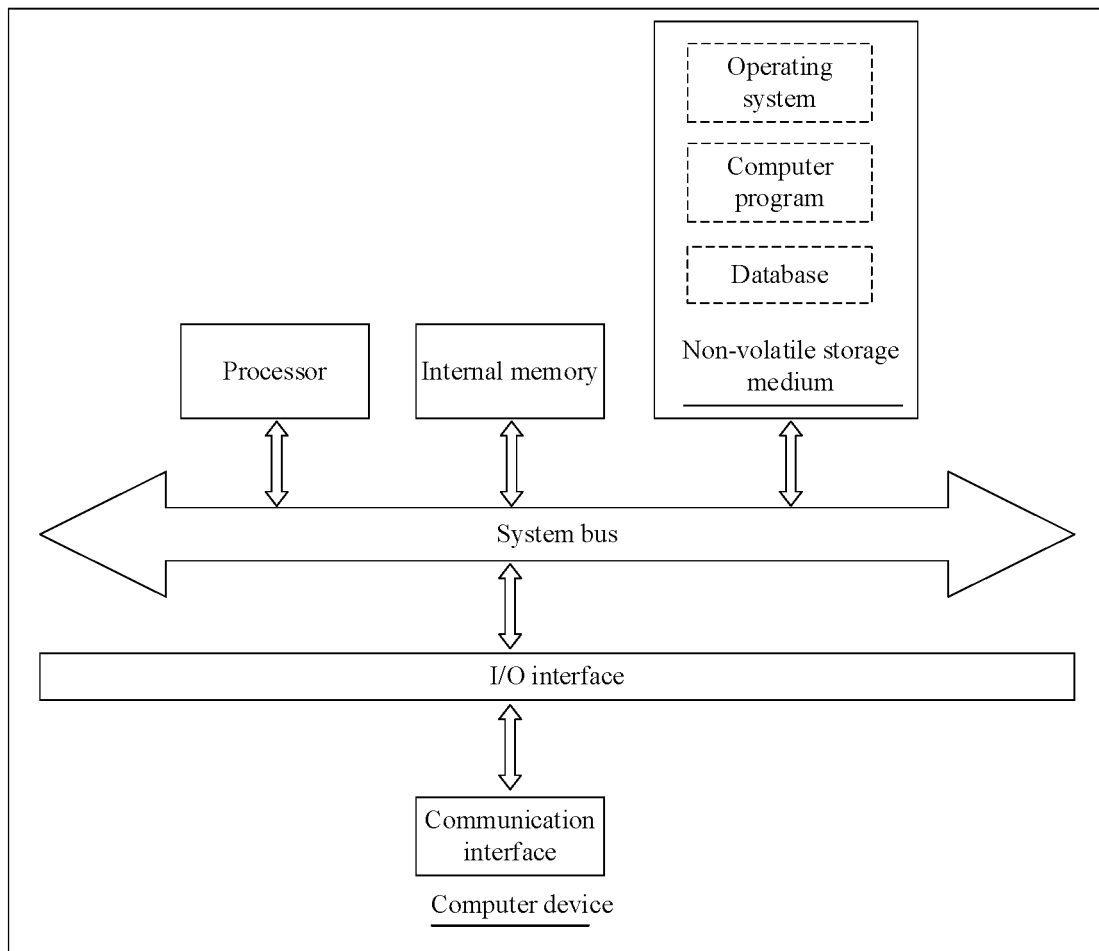 Operating
system
Computer
program
Database
Non-volatile storage
medium
Processor
Internal memory
System bus
I/O interface
Communication
interface
Computer device